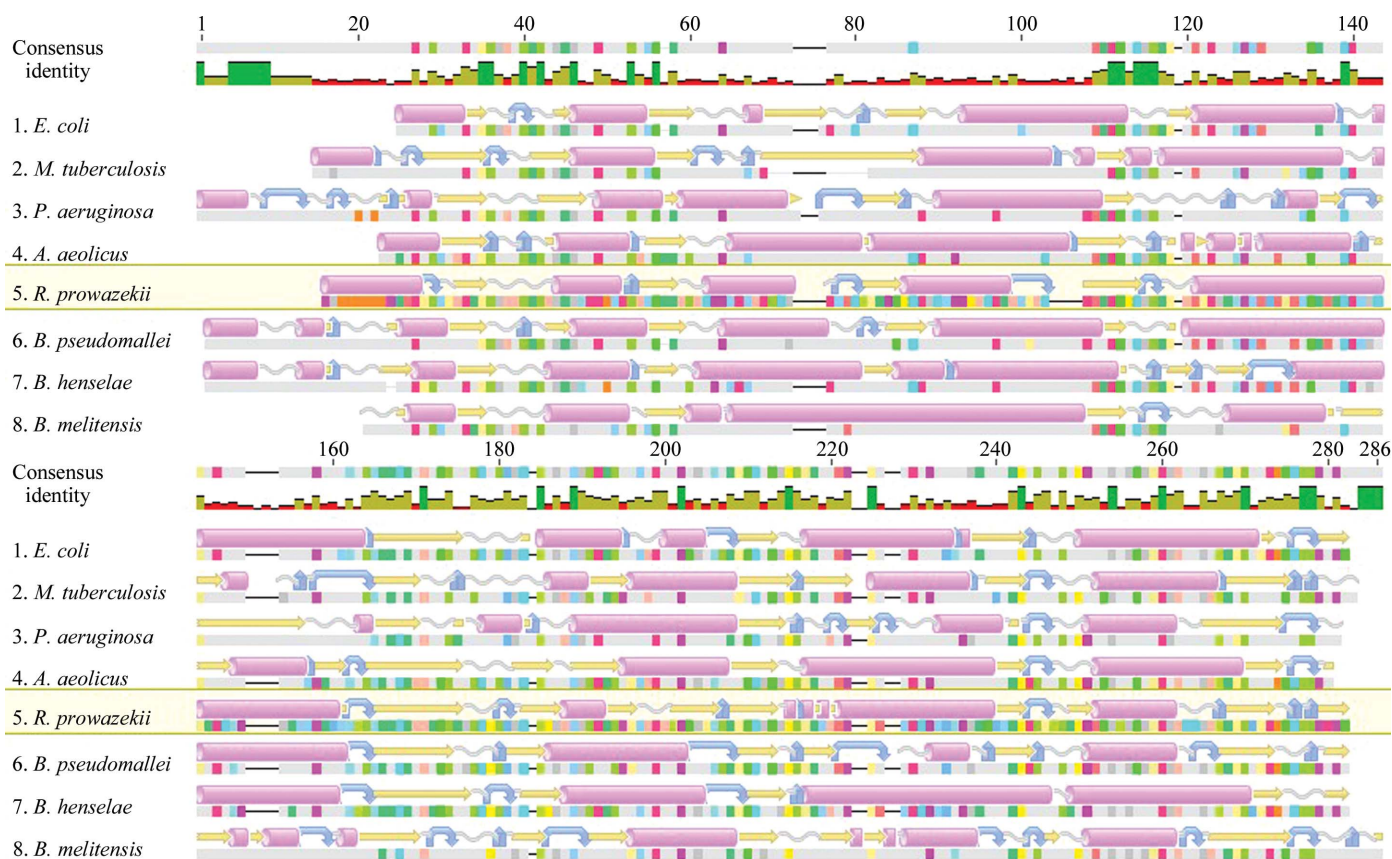 1 20 40 60 80 100 120 140
Consensus
identity
1. E. coli
2. M. tuberculosis
3. P. aeruginosa
4. A. aeolicus
5. R. prowazekii
6. B. pseudomallei
7. B. henselae
8. B. melitensis
160 180 200 220 240 260 280 286
Consensus
identity
1. E. coli
2. M. tuberculosis
3. P. aeruginosa
4. A. aeolicus
5. R. prowazekii
6. B. pseudomallei
7. B. henselae
8. B. melitensis